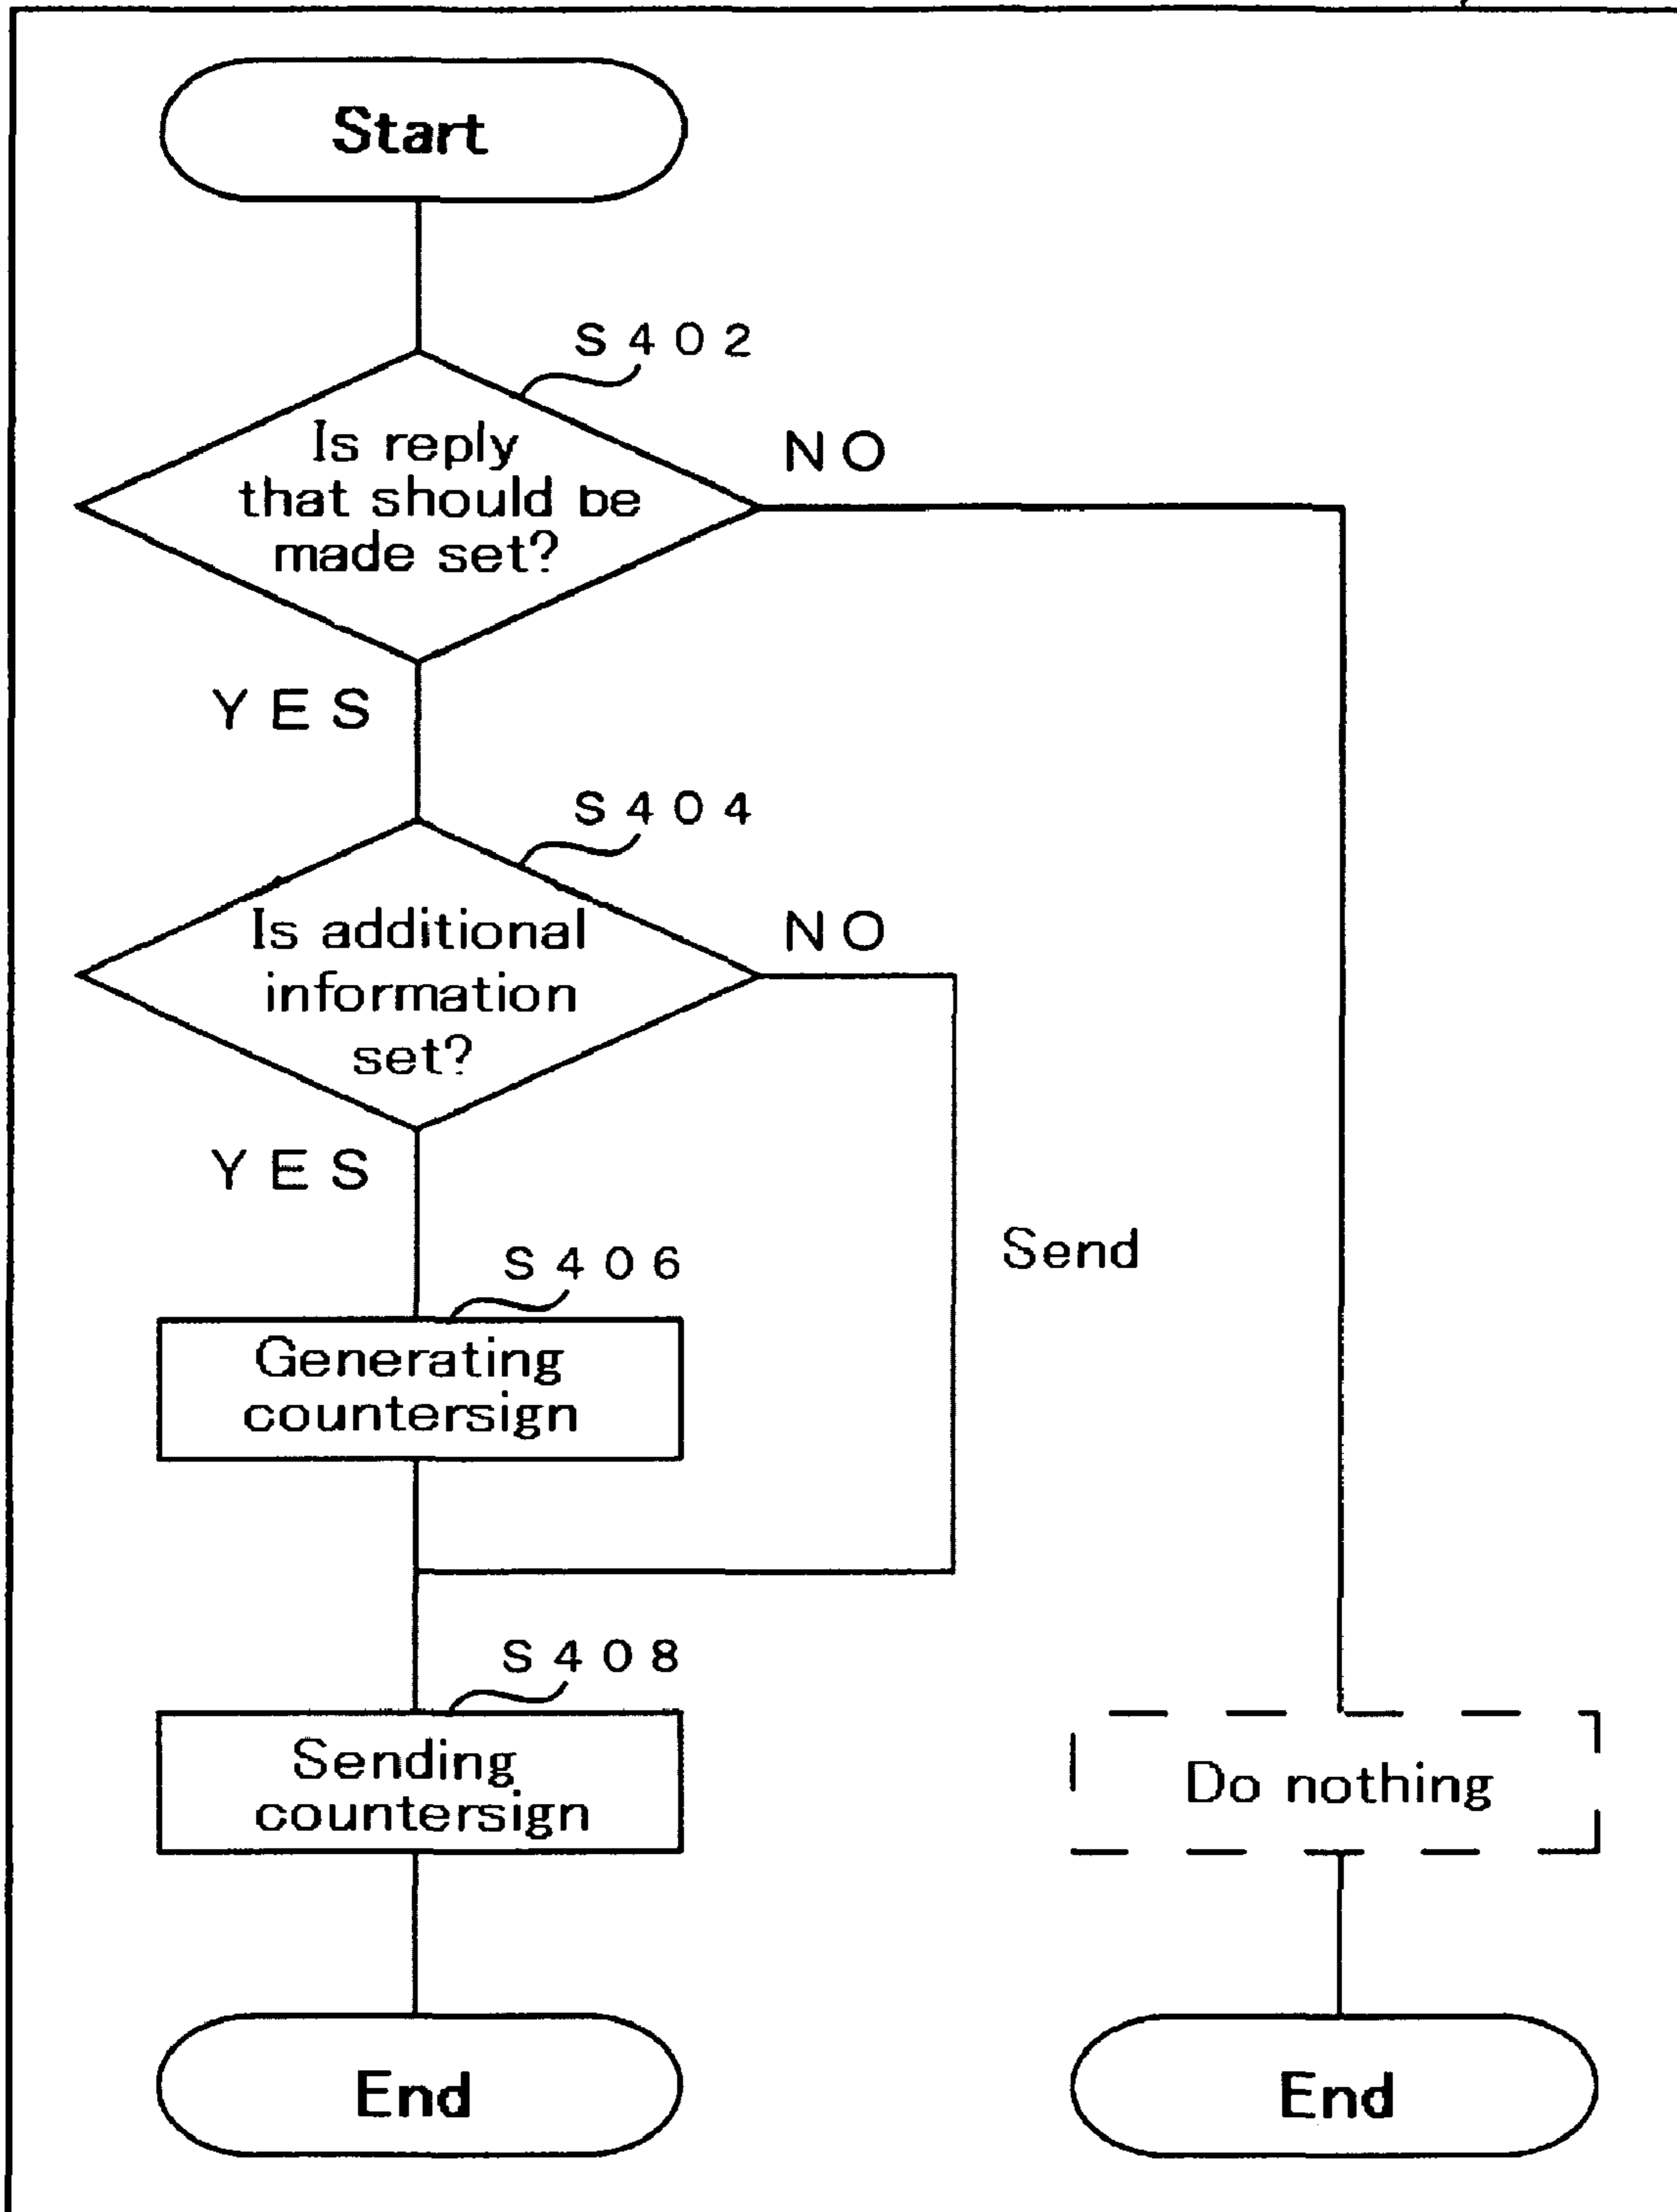 Start
S402
Is reply
that should be
made set?
NO
YES
S404
Is additional
information
set?
NO
YES
Send
S406
Generating
countersign
S408
Sending
countersign
Do nothing
End
End